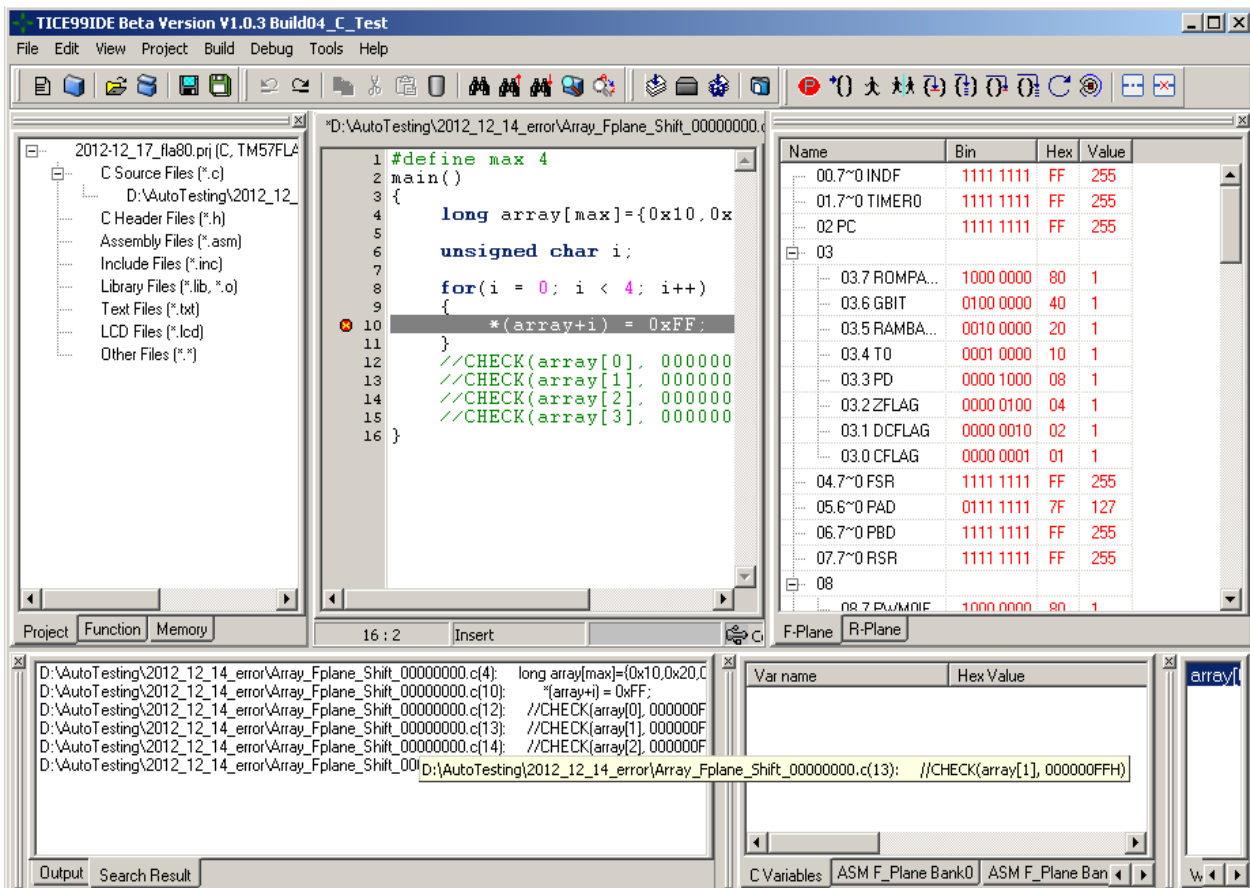 TICE99IDE Beta Version V1.0.3 Build04_C_Test
File Edit View Project Build Debug Tools Help
2012-12_17_fla80.prj (C, TM57FLA
C Source Files (*.c)
D:\AutoTesting\2012_12_
C Header Files (*.h)
Assembly Files (*.asm)
Include Files (*.inc)
Library Files (*.lib, *.o)
Text Files (*.txt)
LCD Files (*.lcd)
Other Files (*.*)
Project Function Memory
*D:\AutoTesting\2012_12_14_error\Array_Fplane_Shift_00000000.c
1 #define max 4
2 main()
3 {
4 long array[max]={0x10,0x
5
6 unsigned char i;
7
8 for(i = 0; i < 4; i++)
9 {
10 *(array+i) = 0xFF;
11 }
12 //CHECK(array[0], 000000
13 //CHECK(array[1], 000000
14 //CHECK(array[2], 000000
15 //CHECK(array[3], 000000
16 }
16 : 2 Insert
Name Bin Hex Value
00.7~0 INDF 1111 1111 FF 255
01.7~0 TIMER0 1111 1111 FF 255
02 PC 1111 1111 FF 255
03
03.7 ROMPA... 1000 0000 80 1
03.6 GBIT 0100 0000 40 1
03.5 RAMBA... 0010 0000 20 1
03.4 T0 0001 0000 10 1
03.3 PD 0000 1000 08 1
03.2 ZFLAG 0000 0100 04 1
03.1 DCFLAG 0000 0010 02 1
03.0 CFLAG 0000 0001 01 1
04.7~0 FSR 1111 1111 FF 255
05.6~0 PAD 0111 1111 7F 127
06.7~0 PBD 1111 1111 FF 255
07.7~0 RSR 1111 1111 FF 255
08
08.7 PWM0IE 1000 0000 80 1
F-Plane R-Plane
D:\AutoTesting\2012_12_14_error\Array_Fplane_Shift_00000000.c(4): long array[max]={0x10,0x20,0
D:\AutoTesting\2012_12_14_error\Array_Fplane_Shift_00000000.c(10): *(array+i) = 0xFF;
D:\AutoTesting\2012_12_14_error\Array_Fplane_Shift_00000000.c(12): //CHECK(array[0], 000000F
D:\AutoTesting\2012_12_14_error\Array_Fplane_Shift_00000000.c(13): //CHECK(array[1], 000000F
D:\AutoTesting\2012_12_14_error\Array_Fplane_Shift_00000000.c(14): //CHECK(array[2], 000000F
D:\AutoTesting\2012_12_14_error\Array_Fplane_Shift_00
D:\AutoTesting\2012_12_14_error\Array_Fplane_Shift_00000000.c(13): //CHECK(array[1], 000000FFH)
Output Search Result
Var name Hex Value
C Variables ASM F_Plane Bank0 ASM F_Plane Ban
array[